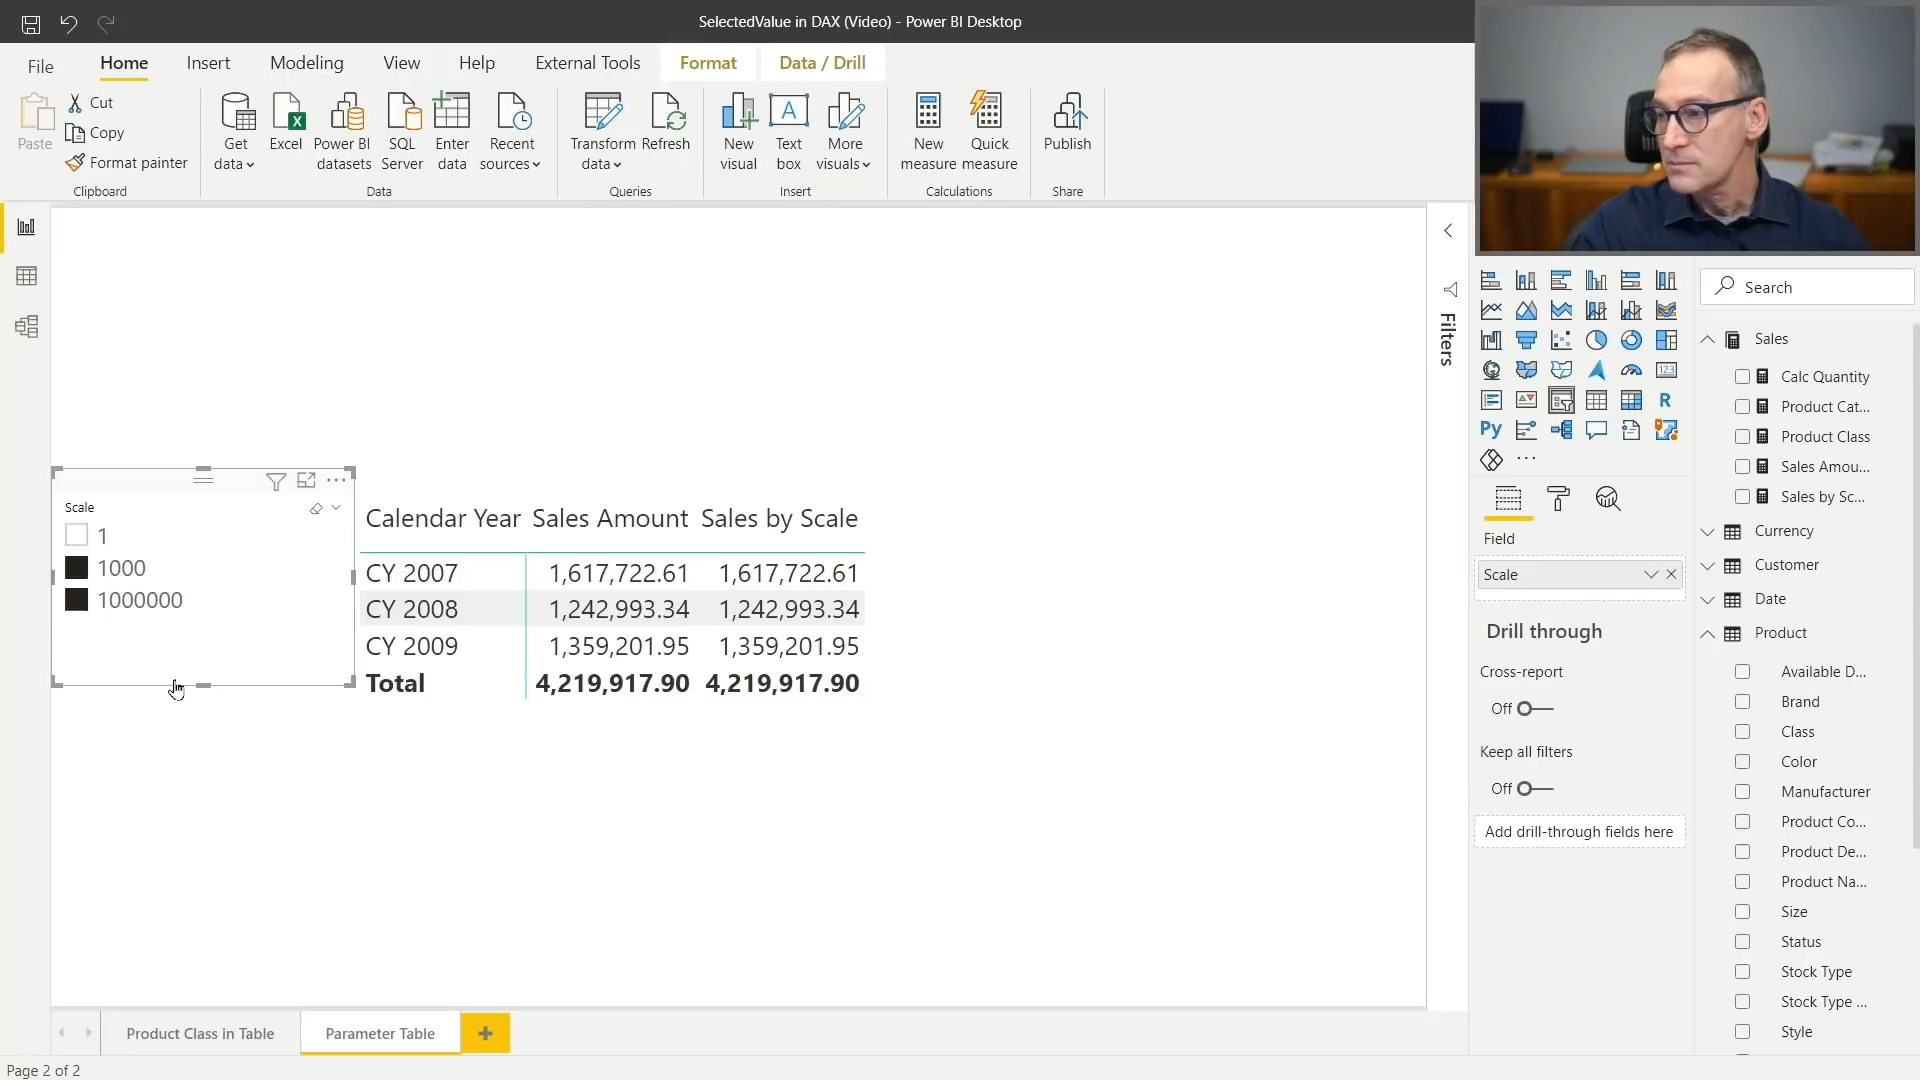 SelectedValue in DAX (Video) - Power BI Desktop
File
Home
Insert
Modeling
View
Help
External Tools
Format
Data / Drill
Paste
Cut
Copy
Format painter
Clipboard
Get data
Excel
Power BI datasets
SQL Server
Enter data
Recent sources
Data
Transform data
Refresh
Queries
New visual
Text box
More visuals
Insert
New measure
Quick measure
Calculations
Publish
Share
Scale
1
1000
1000000
Calendar Year Sales Amount Sales by Scale
CY 2007 1,617,722.61 1,617,722.61
CY 2008 1,242,993.34 1,242,993.34
CY 2009 1,359,201.95 1,359,201.95
Total 4,219,917.90 4,219,917.90
Filters
123
R
Py
...
Field
Scale
Drill through
Cross-report
Off
Keep all filters
Off
Add drill-through fields here
Search
Sales
Calc Quantity
Product Cat...
Product Class
Sales Amou...
Sales by Sc...
Currency
Customer
Date
Product
Available D...
Brand
Class
Color
Manufacturer
Product Co...
Product De...
Product Na...
Size
Status
Stock Type
Stock Type ...
Style
Product Class in Table
Parameter Table
+
Page 2 of 2